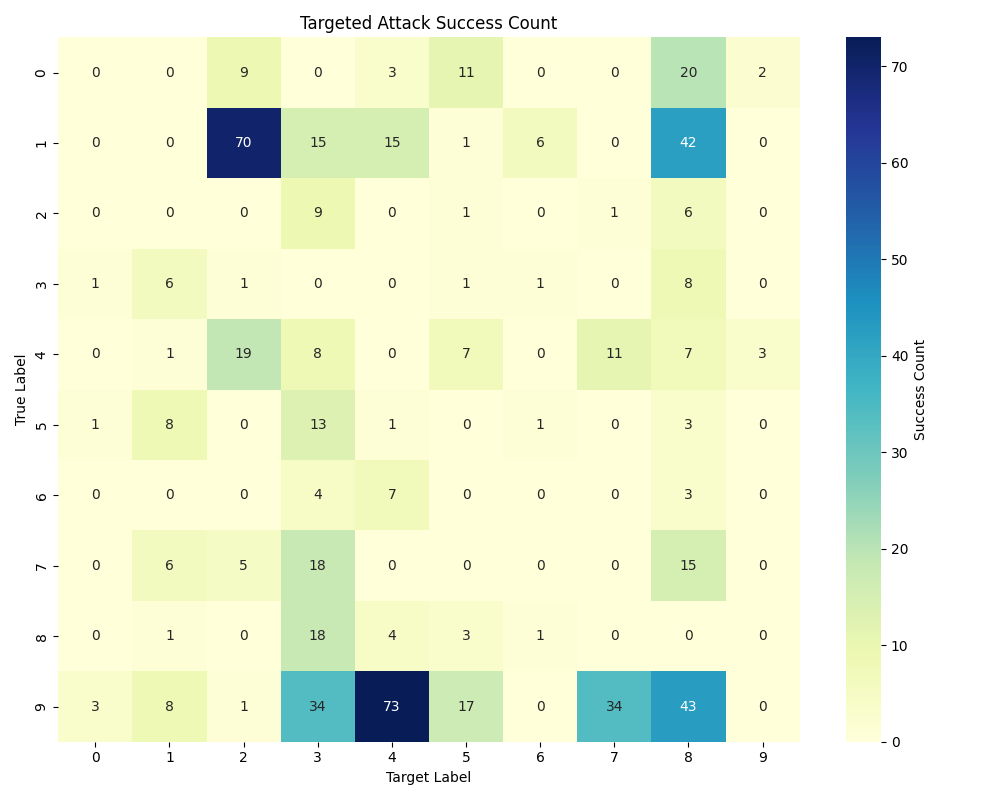 Targeted Attack Success Count
0 0 0 9 0 3 11 0 0 20 2
1 0 0 70 15 15 1 6 0 42 0
2 0 0 0 9 0 1 0 1 6 0
3 1 6 1 0 0 1 1 0 8 0
4 0 1 19 8 0 7 0 11 7 3
5 1 8 0 13 1 0 1 0 3 0
6 0 0 0 4 7 0 0 0 3 0
7 0 6 5 18 0 0 0 0 15 0
8 0 1 0 18 4 3 1 0 0 0
9 3 8 1 34 73 17 0 34 43 0
0 1 2 3 4 5 6 7 8 9
True Label
Target Label
70
60
50
40
30
20
10
0
Success Count